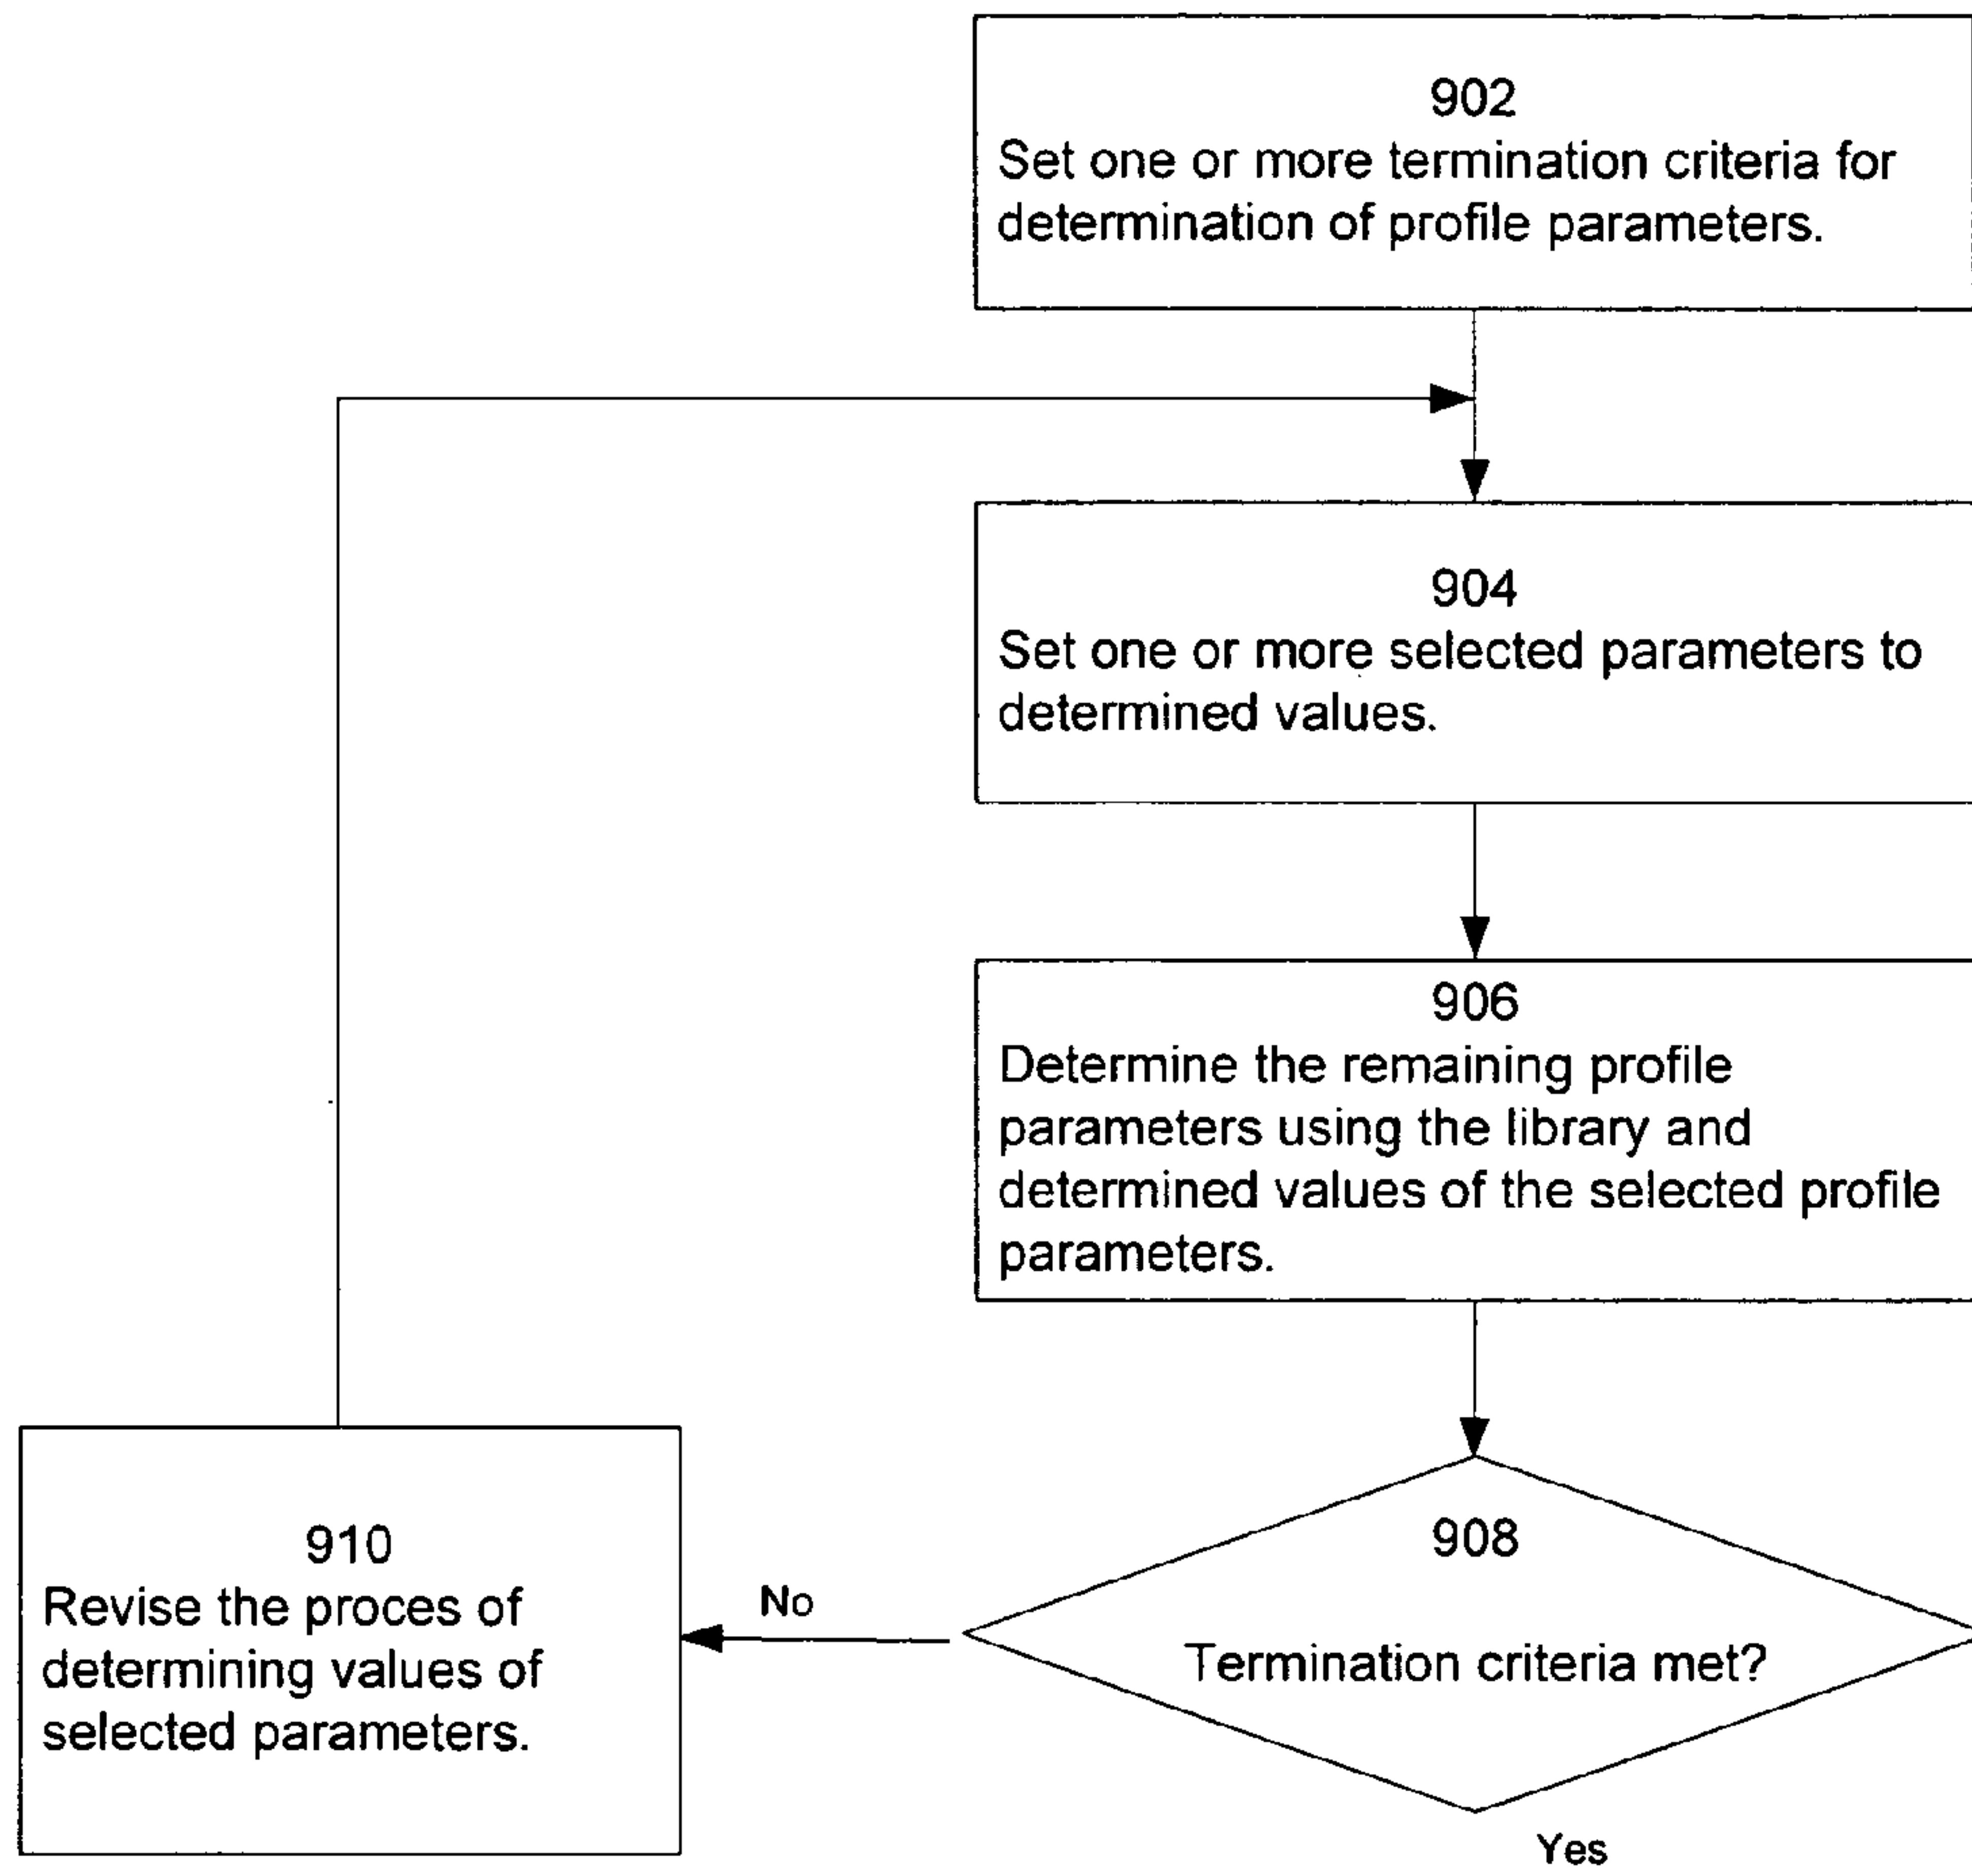 902
Set one or more termination criteria for
determination of profile parameters.
904
Set one or more selected parameters to
determined values.
906
Determine the remaining profile
parameters using the library and
determined values of the selected profile
parameters.
908
Termination criteria met?
No
Yes
910
Revise the proces of
determining values of
selected parameters.